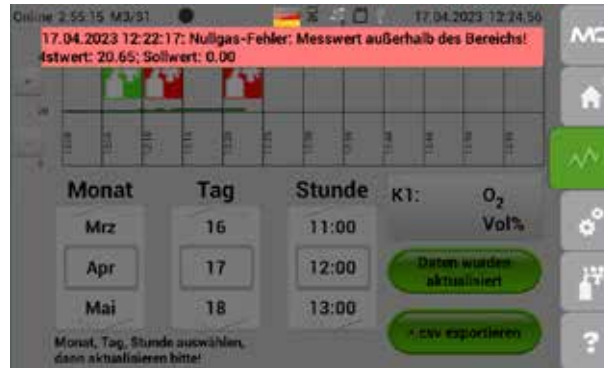 Online 2:55:15 M3/S1 17.04.2023 12:24:56
17.04.2023 12:22:17: Nullgas-Fehler: Messwert außerhalb des Bereichs!
Istwert: 20.65; Sollwert: 0.00
Monat Tag Stunde K1: O₂
Vol%
Mrz 16 11:00
Apr 17 12:00
Mai 18 13:00
Daten wurden
aktualisiert
*.csv exportieren
Monat, Tag, Stunde auswählen,
dann aktualisieren bitte!
?